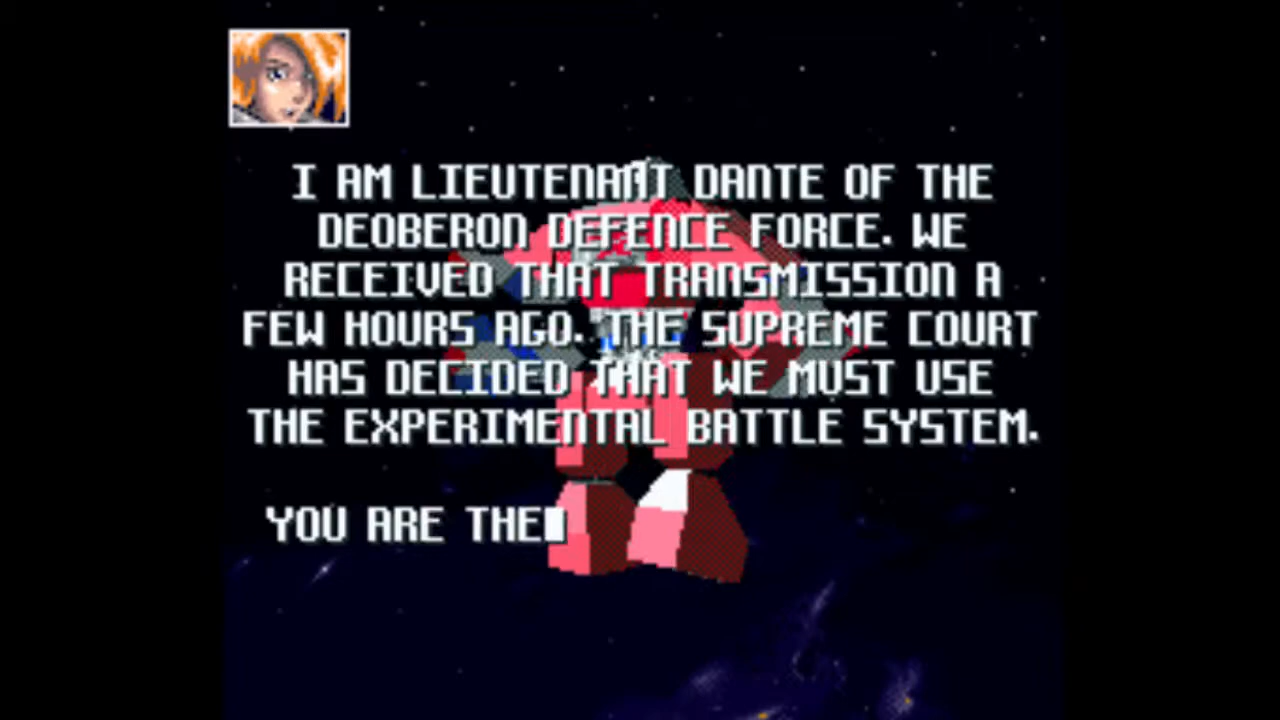 I AM LIEUTENANT DANTE OF THE
DEOBERON DEFENCE FORCE. WE
RECEIVED THAT TRANSMISSION A
FEW HOURS AGO. THE SUPREME COURT
HAS DECIDED THAT WE MUST USE
THE EXPERIMENTAL BATTLE SYSTEM.
YOU ARE THE